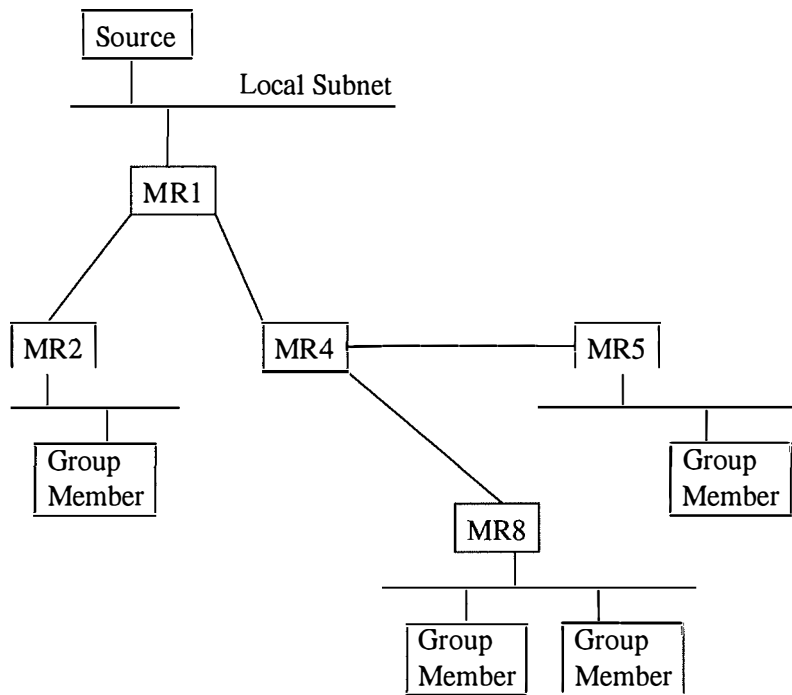 Source
Local Subnet
MR1
MR2
MR4
MR5
Group
Member
Group
Member
MR8
Group
Member
Group
Member